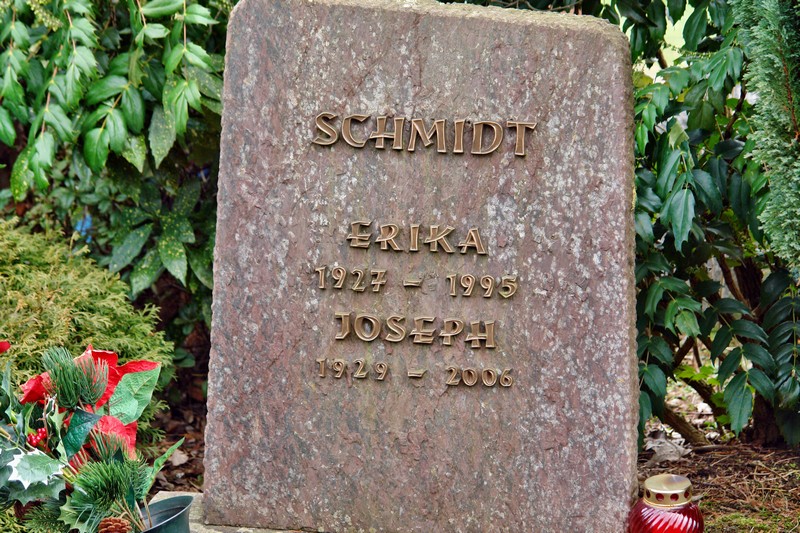 SCHMIDT
ERIKA
1927 – 1995
JOSEPH
1929 – 2006